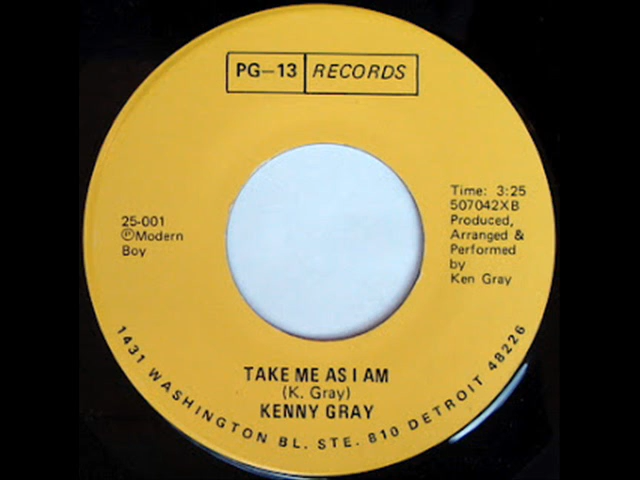 PG-13 RECORDS
25-001
ⓅModern
Boy
Time: 3:25
507042XB
Produced,
Arranged &
Performed
by
Ken Gray
TAKE ME AS I AM
(K. Gray)
KENNY GRAY
1431 WASHINGTON BL. STE. 810 DETROIT 48226